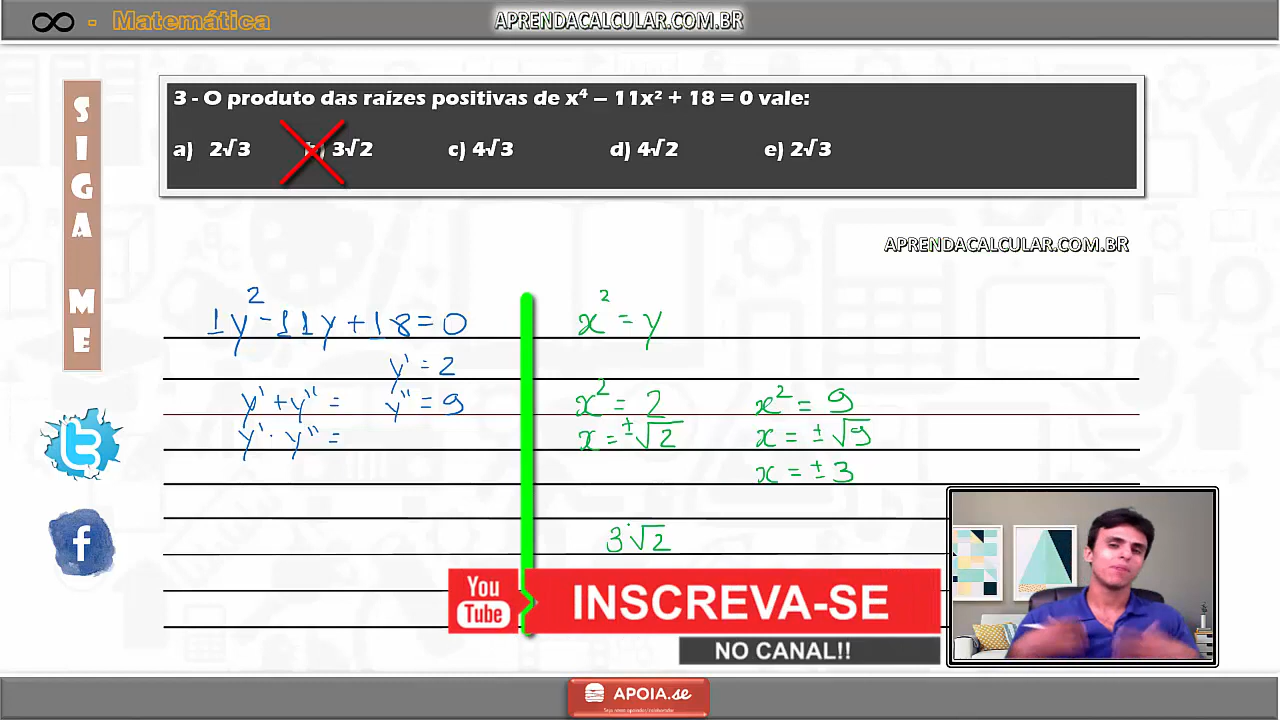 ∞ - Matemática
APRENDACALCULAR.COM.BR
SIGA ME
3 - O produto das raízes positivas de x⁴ – 11x² + 18 = 0 vale:
a) 2√3 b) 3√2 c) 4√3 d) 4√2 e) 2√3
APRENDACALCULAR.COM.BR
1y² - 11y + 18 = 0
y' = 2
y' + y'' = y'' = 9
y' · y'' =
x² = y
x² = 2 x² = 9
x = ±√2 x = ±√9
x = ±3
3·√2
You Tube
INSCREVA-SE
NO CANAL!!
APOIA.se